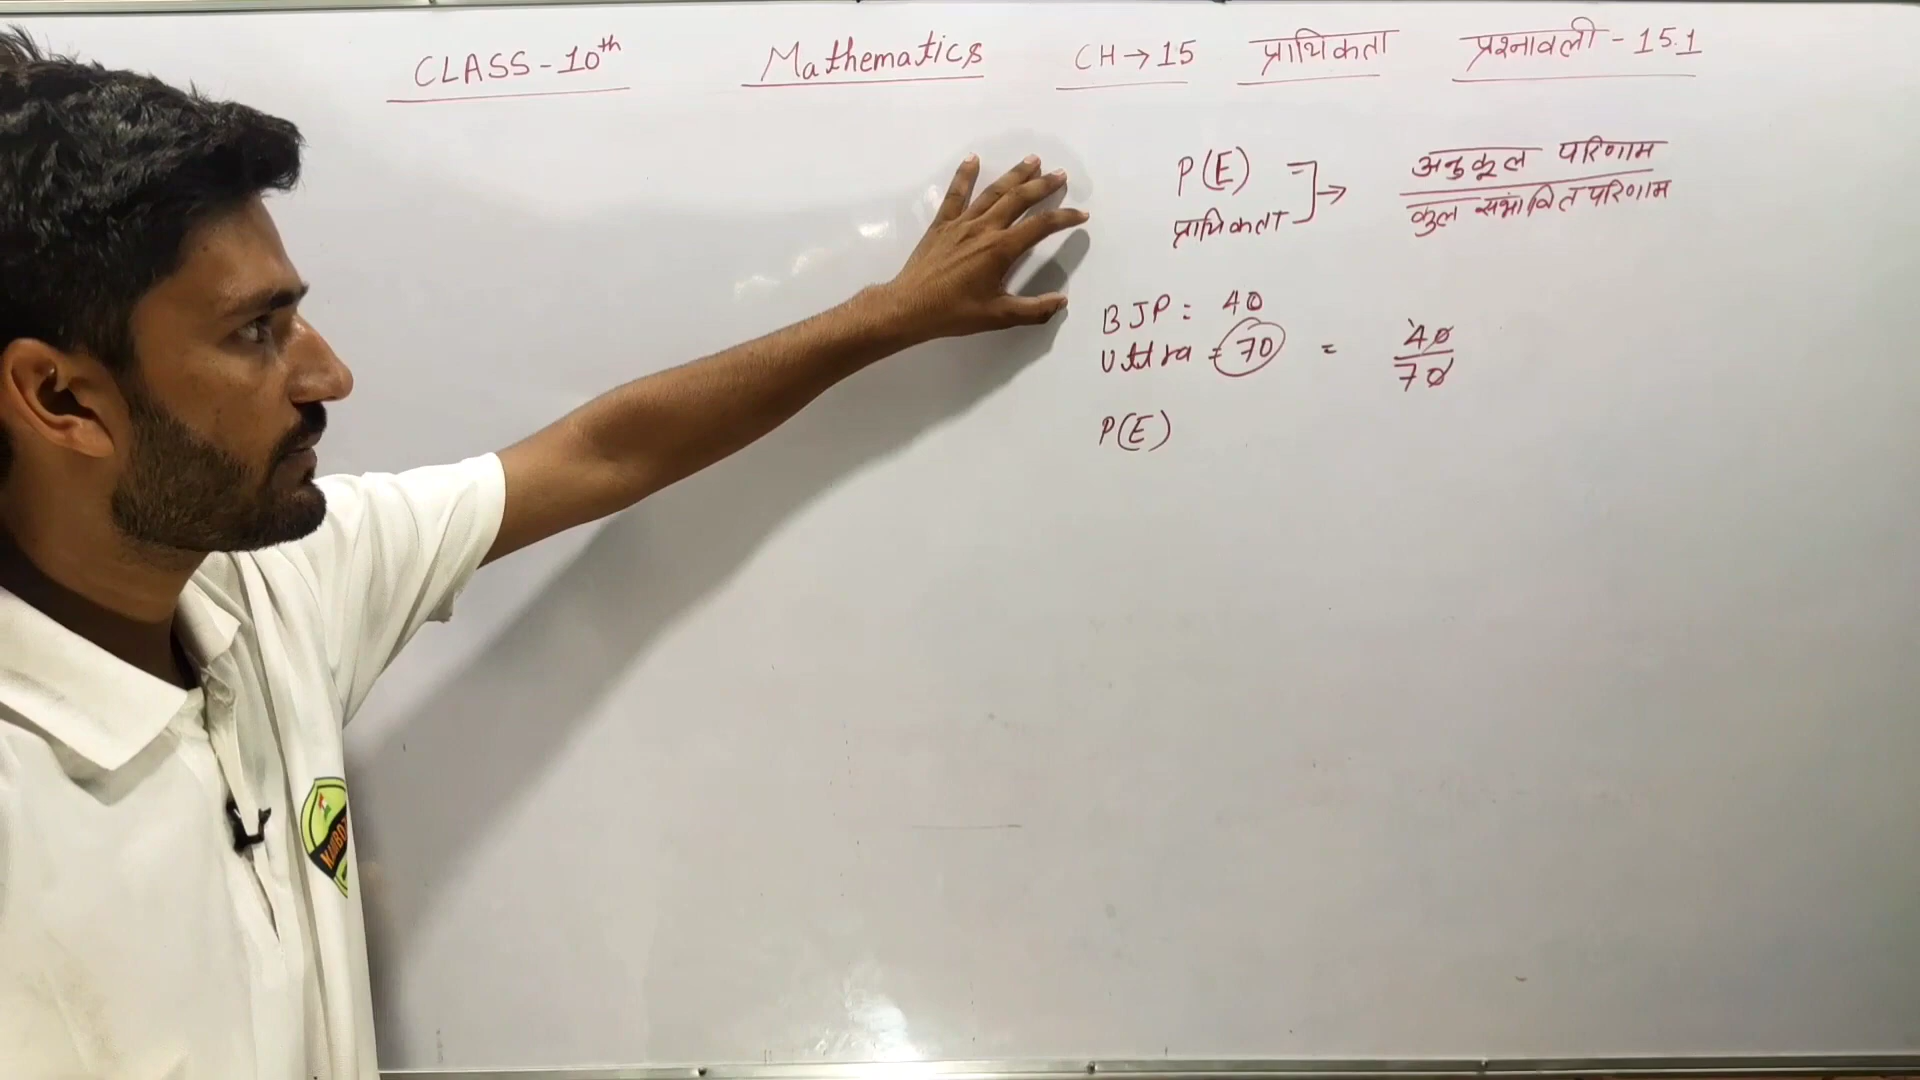 CLASS - 10th Mathematics CH → 15 प्रायिकता प्रश्नावली - 15.1
P(E) = अनुकूल परिणाम
प्रायिकता → कुल संभावित परिणाम
BJP = 40
Uttra = 70 = 40/70
P(E)